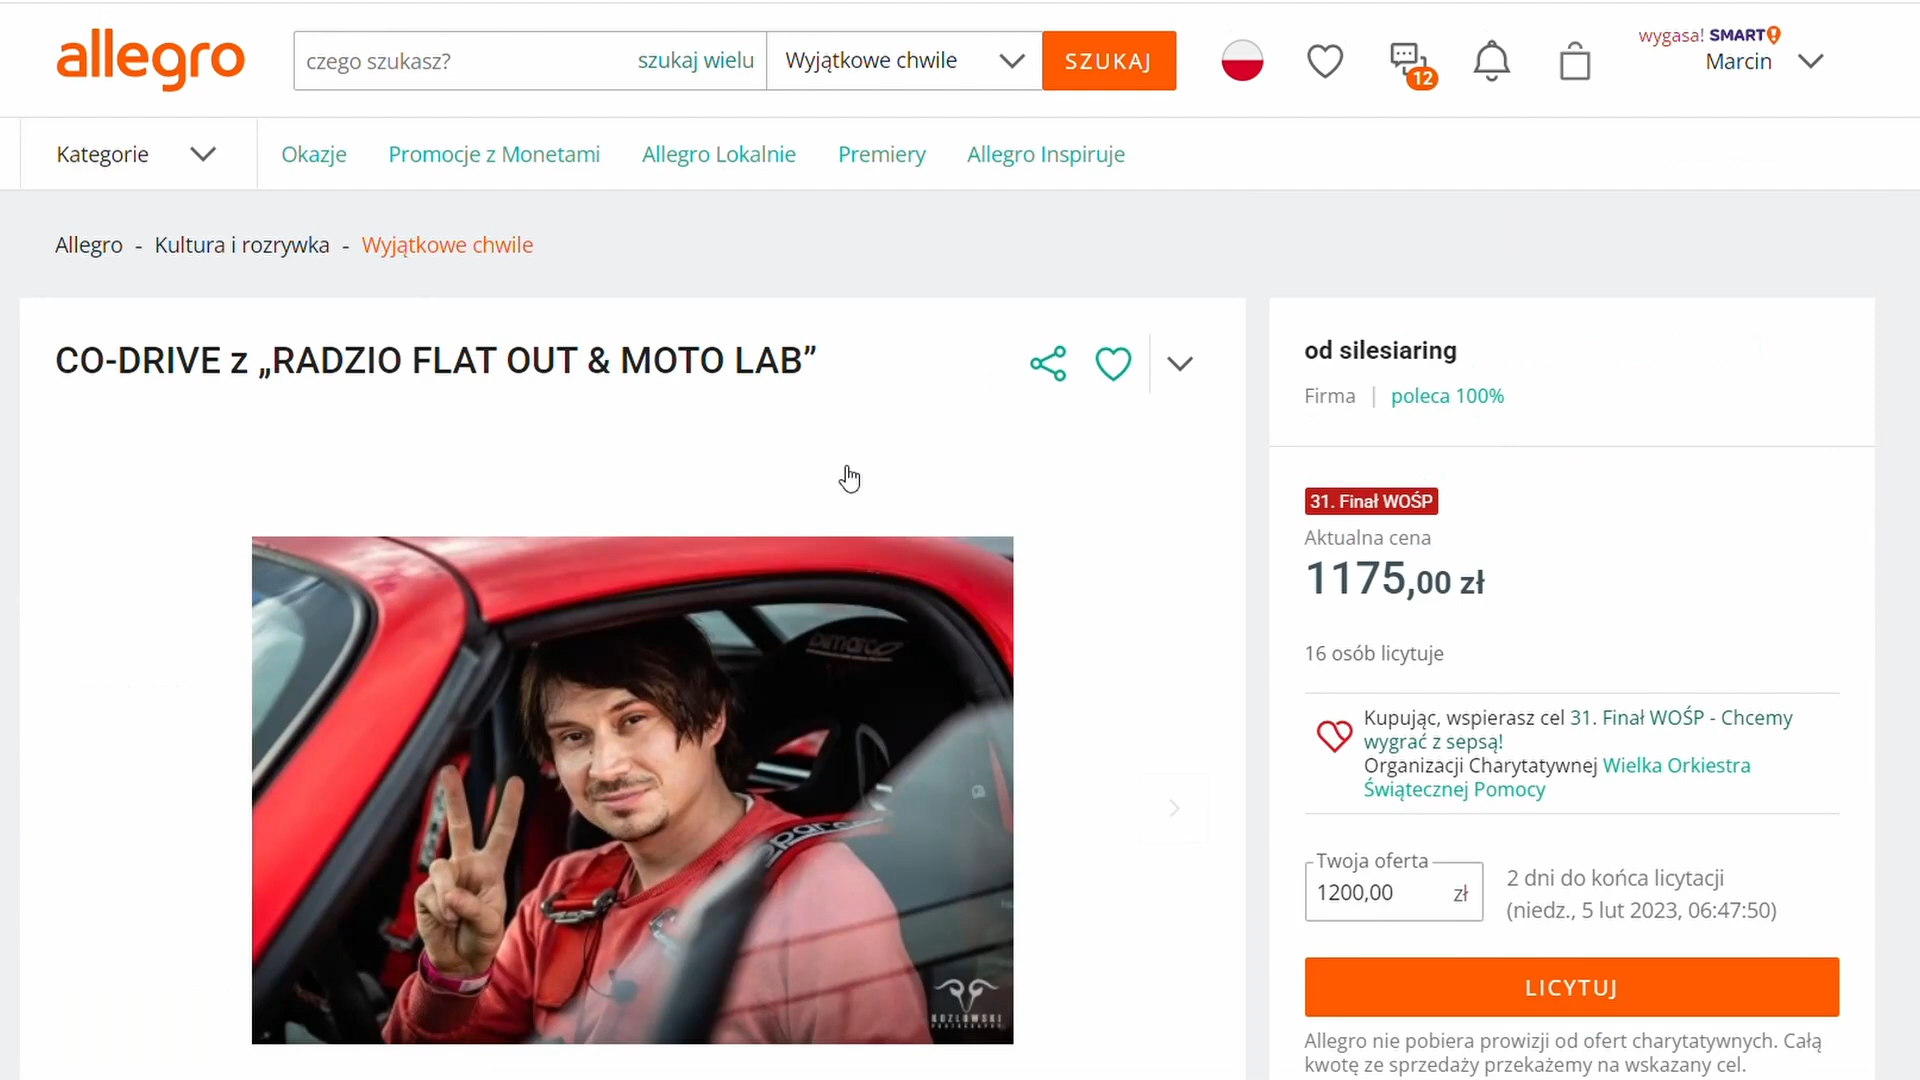 allegro
czego szukasz?
szukaj wielu
Wyjątkowe chwile
SZUKAJ
12
wygasa! SMART!
Marcin
Kategorie
Okazje
Promocje z Monetami
Allegro Lokalnie
Premiery
Allegro Inspiruje
Allegro - Kultura i rozrywka - Wyjątkowe chwile
CO-DRIVE z „RADZIO FLAT OUT & MOTO LAB”
DIMARCO
sparco
KOZLOWSKI
PHOTOGRAPHY
od silesiaring
Firma | poleca 100%
31. Finał WOŚP
Aktualna cena
1175,00 zł
16 osób licytuje
Kupując, wspierasz cel 31. Finał WOŚP - Chcemy
wygrać z sepsą!
Organizacji Charytatywnej Wielka Orkiestra
Świątecznej Pomocy
Twoja oferta
1200,00 zł
2 dni do końca licytacji
(niedz., 5 lut 2023, 06:47:50)
LICYTUJ
Allegro nie pobiera prowizji od ofert charytatywnych. Całą
kwotę ze sprzedaży przekażemy na wskazany cel.